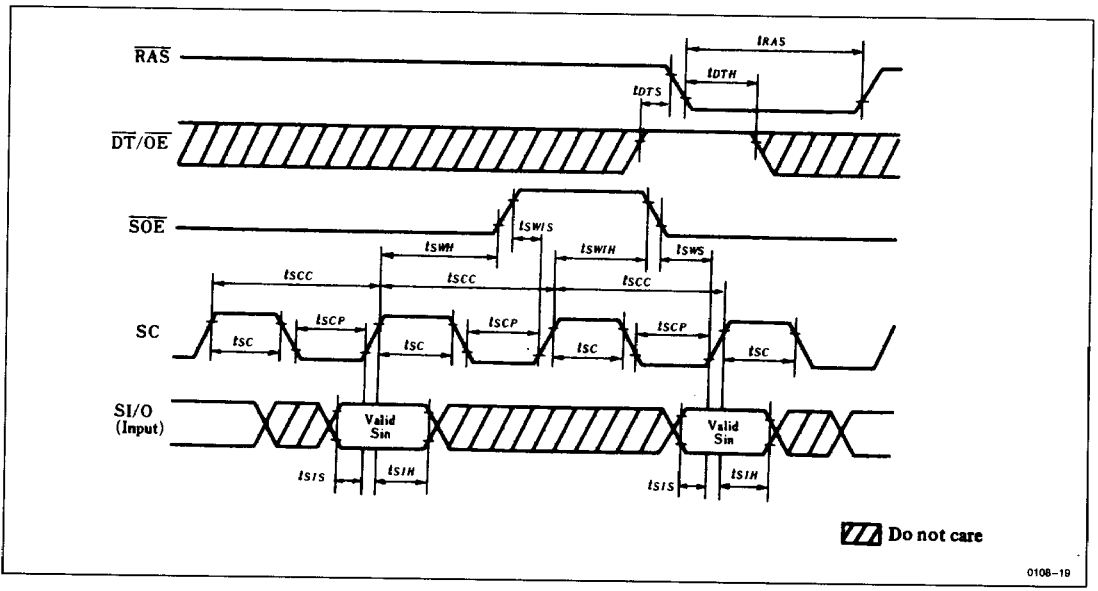 RAS
tRAS
tDTH
tDTS
DT/OE
SOE
tSWIS
tSWH
tSWIH
tSWS
tSCC
tSCC
tSCC
SC
tSCP
tSCP
tSCP
tSC
tSC
tSC
tSC
SI/O
(Input)
Valid
Sin
Valid
Sin
tSIS
tSIH
tSIS
tSIH
Do not care
0108-19